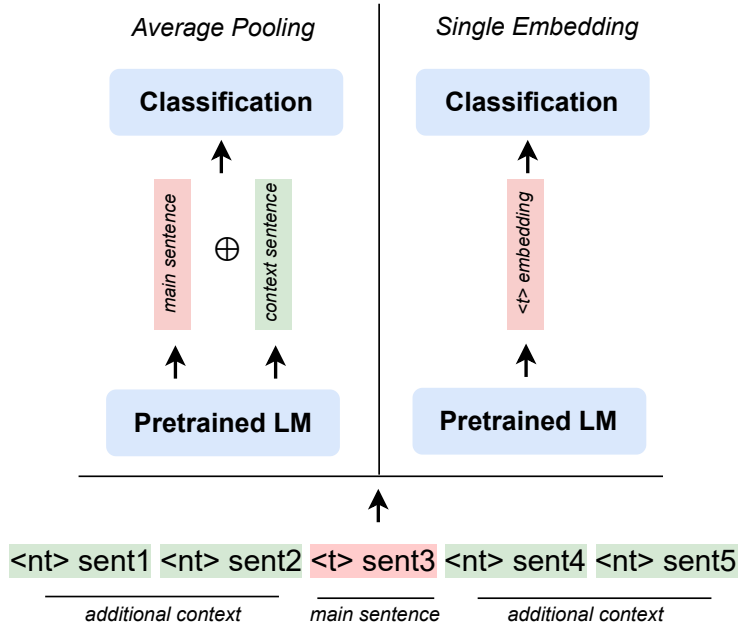 Average Pooling
Single Embedding
Classification
Classification
main sentence
⊕
context sentence
<t> embedding
Pretrained LM
Pretrained LM
<nt> sent1 <nt> sent2 <t> sent3 <nt> sent4 <nt> sent5
additional context
main sentence
additional context